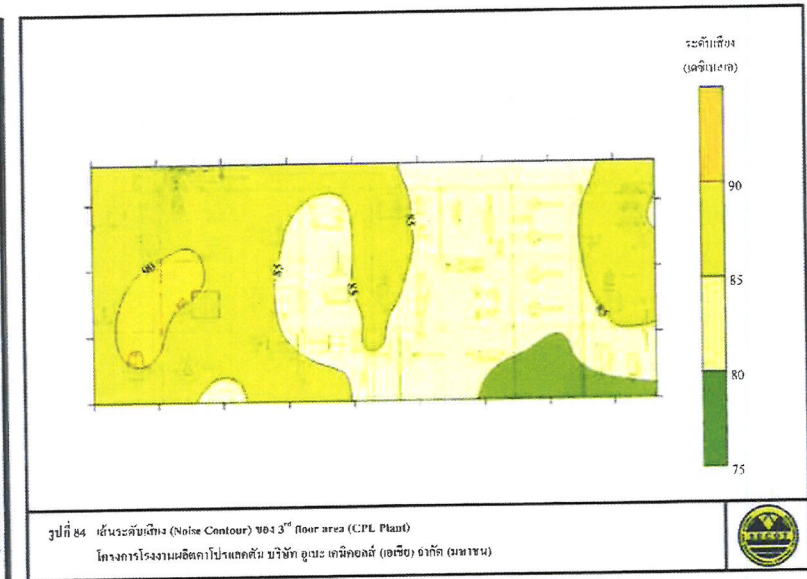 ระดับเสียง
(เดซิเบลเอ)
90
85
80
75
90
85
85
85
รูปที่ 84 เส้นระดับเสียง (Noise Contour) ของ 3rd floor area (CPL Plant)
โครงการโรงงานผลิตคาโปรแลคตัม บริษัท อูเบะ เคมิคอลส์ (เอเชีย) จำกัด (มหาชน)
SECOT